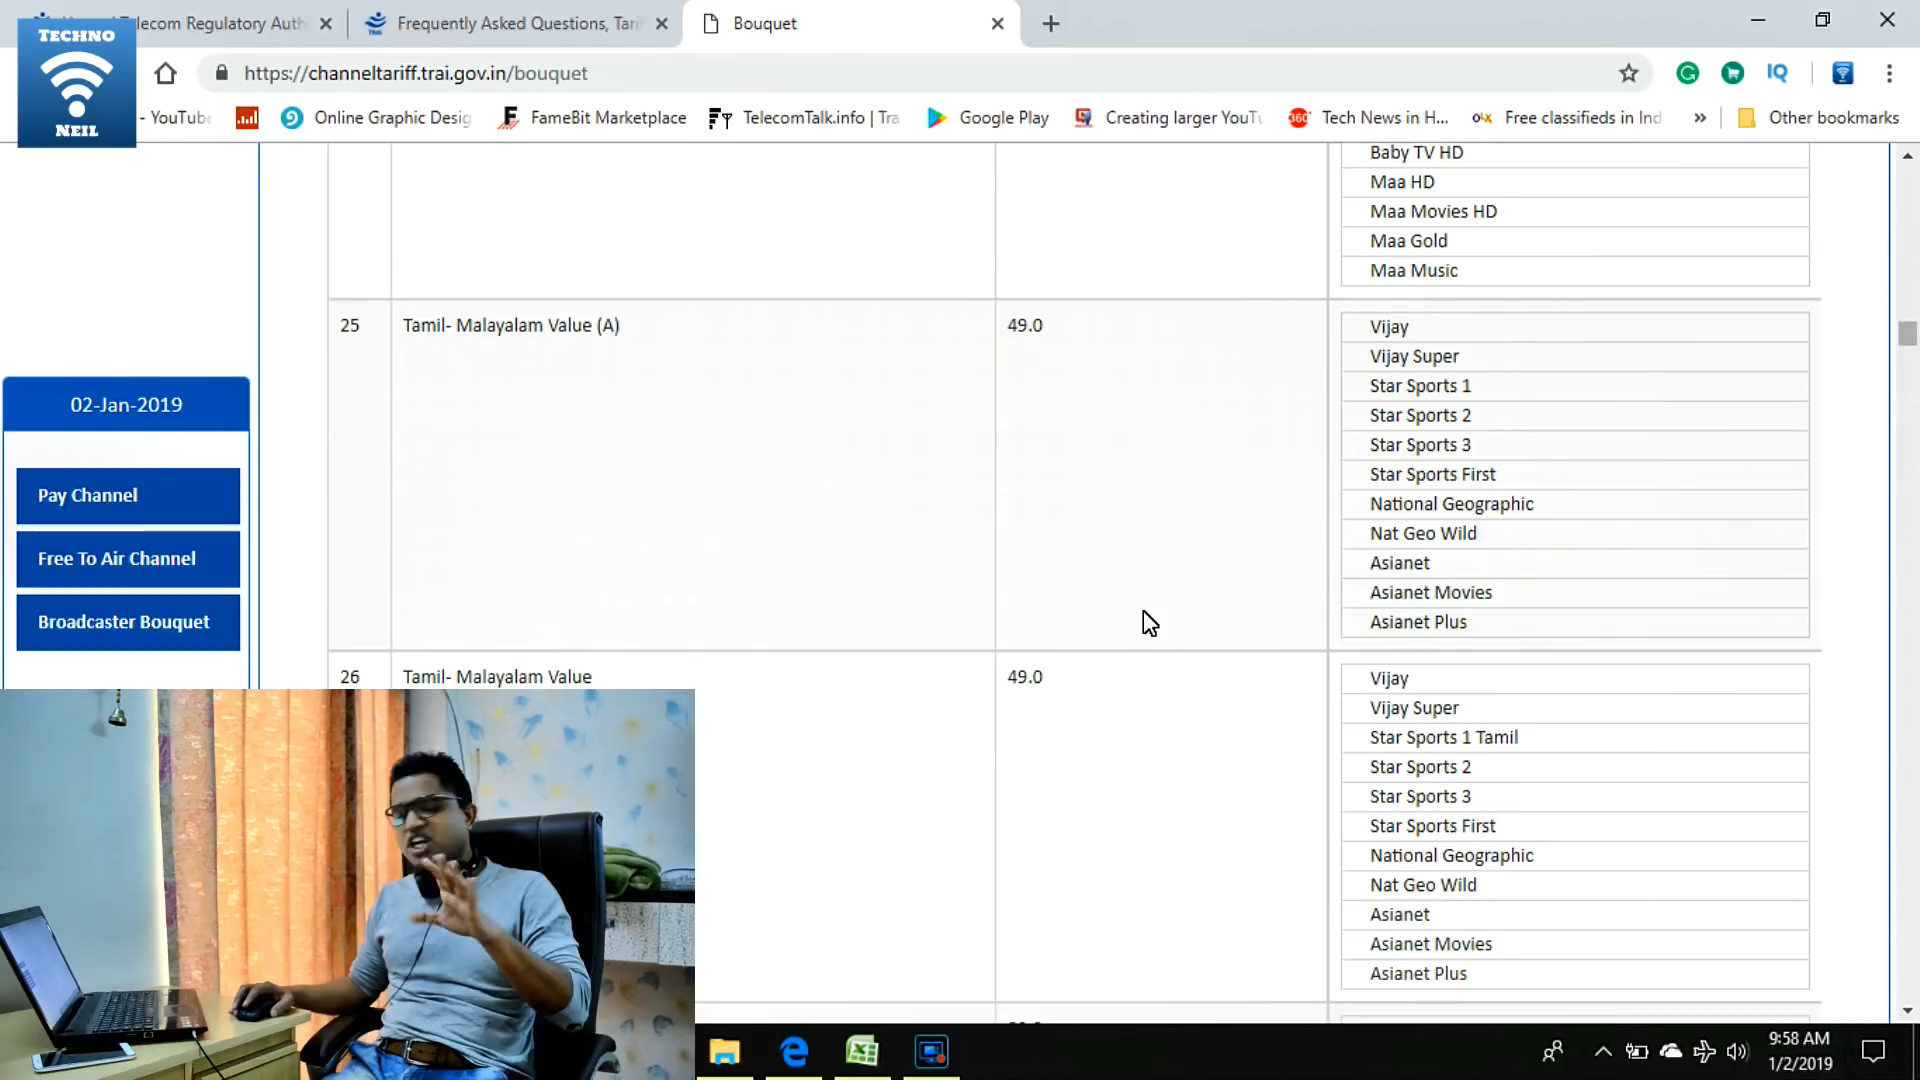 TECHNO
NEIL
elecom Regulatory Auth
Frequently Asked Questions, Tari
Bouquet
https://channeltariff.trai.gov.in/bouquet
- YouTube
Online Graphic Desig
FameBit Marketplace
TelecomTalk.info | Tra
Google Play
Creating larger YouTu
360°
Tech News in H...
OLX
Free classifieds in Ind
»
Other bookmarks
IQ
Baby TV HD
Maa HD
Maa Movies HD
Maa Gold
Maa Music
25 Tamil- Malayalam Value (A) 49.0
Vijay
Vijay Super
Star Sports 1
Star Sports 2
Star Sports 3
Star Sports First
National Geographic
Nat Geo Wild
Asianet
Asianet Movies
Asianet Plus
26 Tamil- Malayalam Value 49.0
Vijay
Vijay Super
Star Sports 1 Tamil
Star Sports 2
Star Sports 3
Star Sports First
National Geographic
Nat Geo Wild
Asianet
Asianet Movies
Asianet Plus
02-Jan-2019
Pay Channel
Free To Air Channel
Broadcaster Bouquet
9:58 AM
1/2/2019